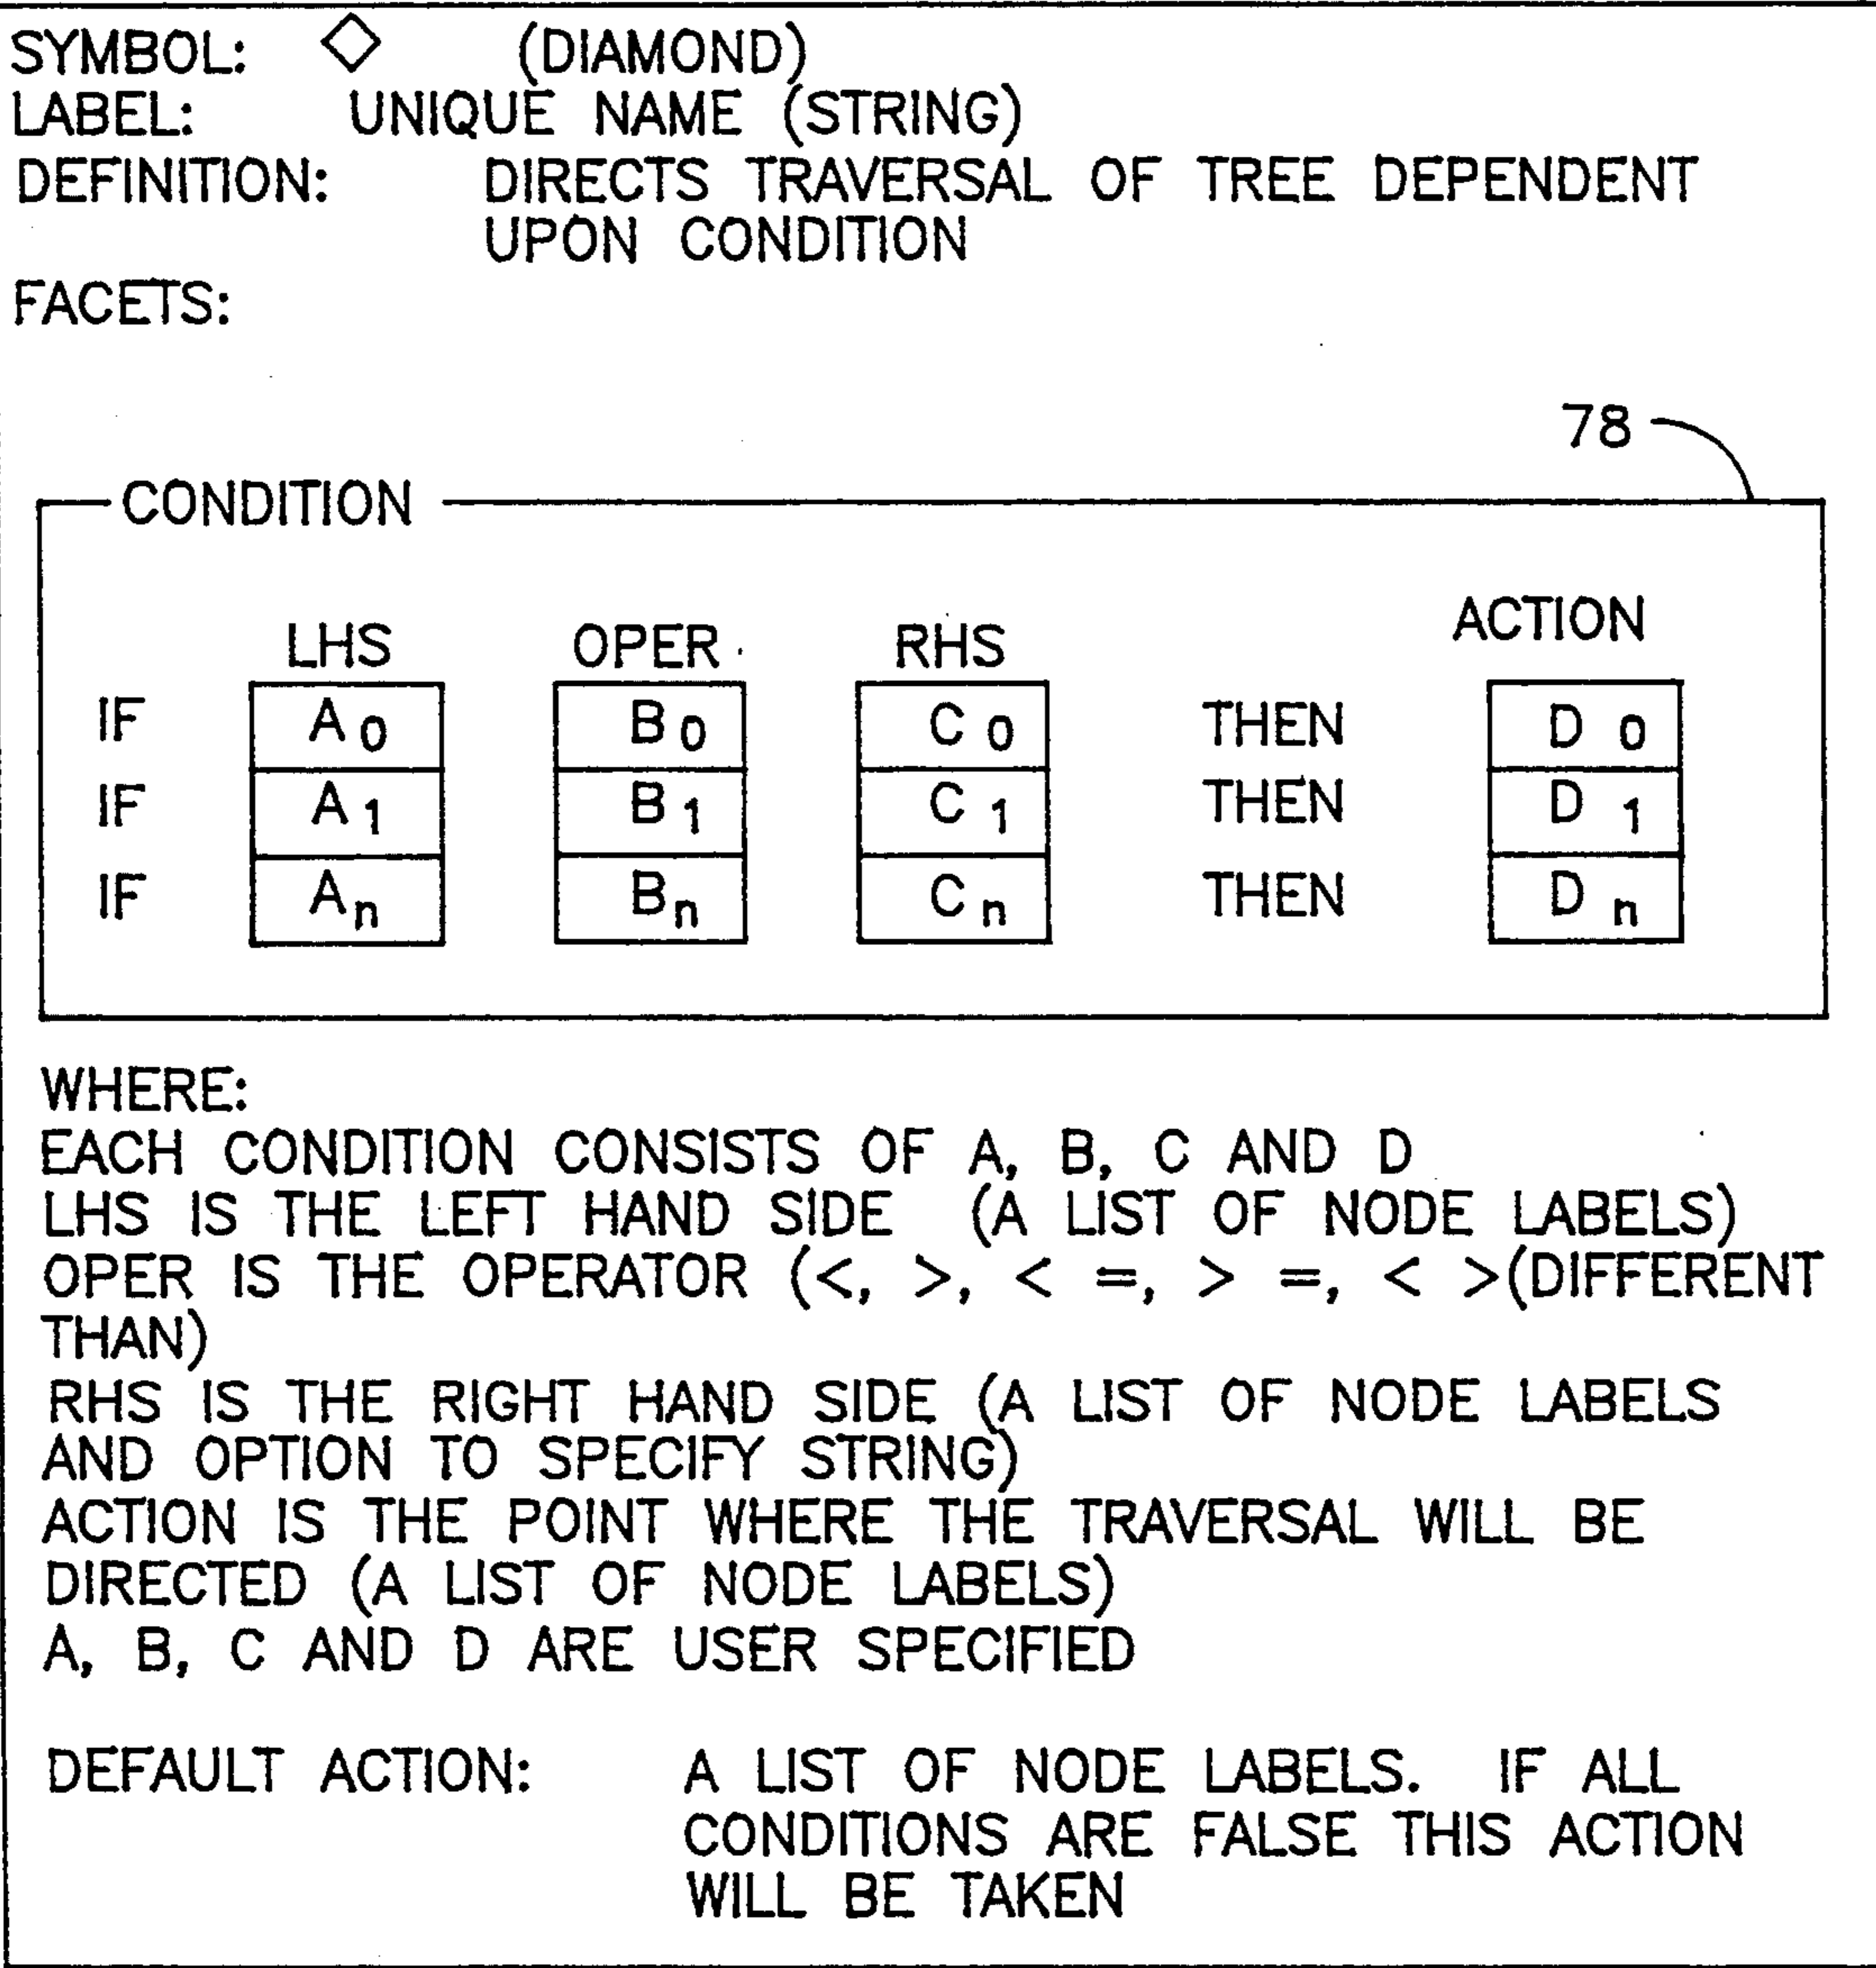 SYMBOL: ◇ (DIAMOND)
LABEL: UNIQUE NAME (STRING)
DEFINITION: DIRECTS TRAVERSAL OF TREE DEPENDENT
UPON CONDITION
FACETS:
78
CONDITION
LHS OPER. RHS ACTION
IF A0 B0 C0 THEN D0
IF A1 B1 C1 THEN D1
IF An Bn Cn THEN Dn
WHERE:
EACH CONDITION CONSISTS OF A, B, C AND D
LHS IS THE LEFT HAND SIDE (A LIST OF NODE LABELS)
OPER IS THE OPERATOR (<, >, < =, > =, < >(DIFFERENT
THAN)
RHS IS THE RIGHT HAND SIDE (A LIST OF NODE LABELS
AND OPTION TO SPECIFY STRING)
ACTION IS THE POINT WHERE THE TRAVERSAL WILL BE
DIRECTED (A LIST OF NODE LABELS)
A, B, C AND D ARE USER SPECIFIED
DEFAULT ACTION: A LIST OF NODE LABELS. IF ALL
CONDITIONS ARE FALSE THIS ACTION
WILL BE TAKEN